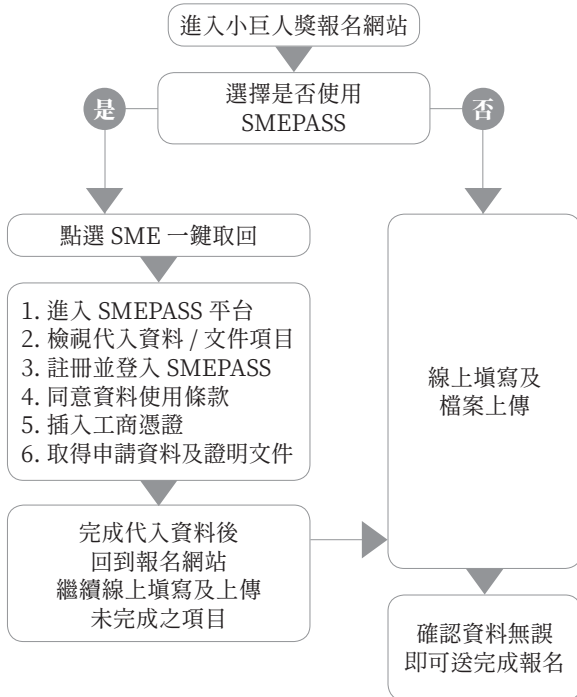 進入小巨人獎報名網站
選擇是否使用
SMEPASS
是
否
點選 SME 一鍵取回
1. 進入 SMEPASS 平台
2. 檢視代入資料 / 文件項目
3. 註冊並登入 SMEPASS
4. 同意資料使用條款
5. 插入工商憑證
6. 取得申請資料及證明文件
完成代入資料後
回到報名網站
繼續線上填寫及上傳
未完成之項目
線上填寫及
檔案上傳
確認資料無誤
即可送完成報名